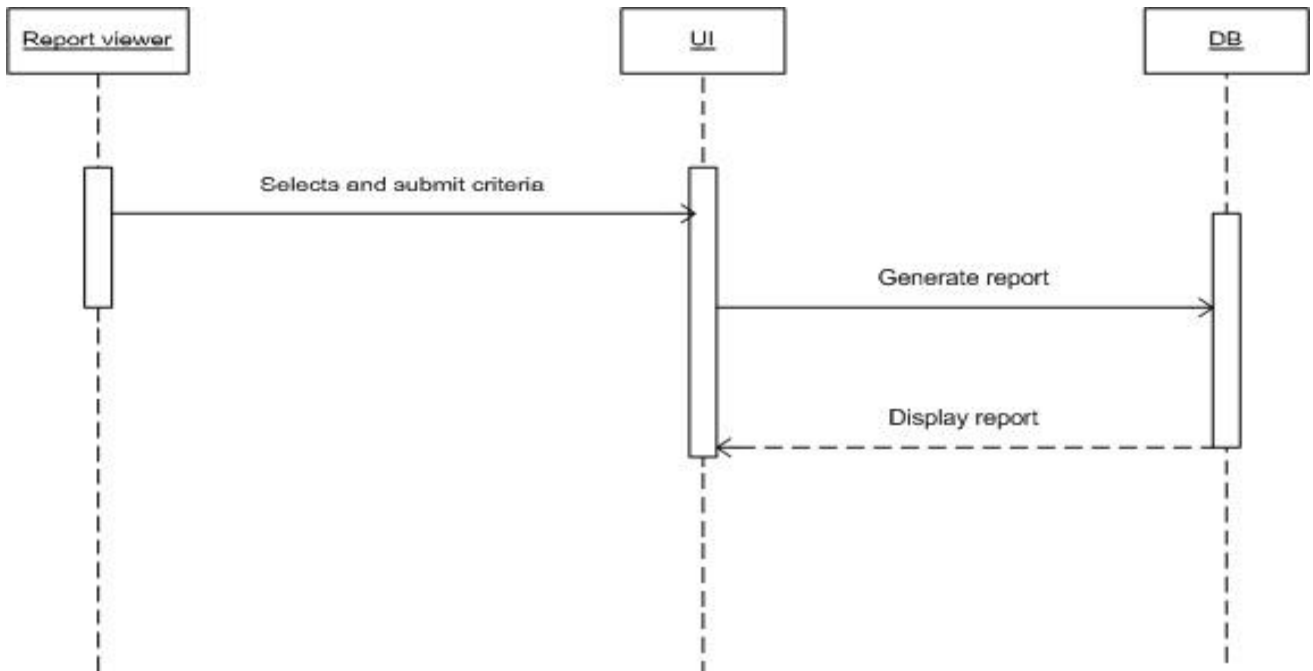 Report viewer
UI
DB
Selects and submit criteria
Generate report
Display report